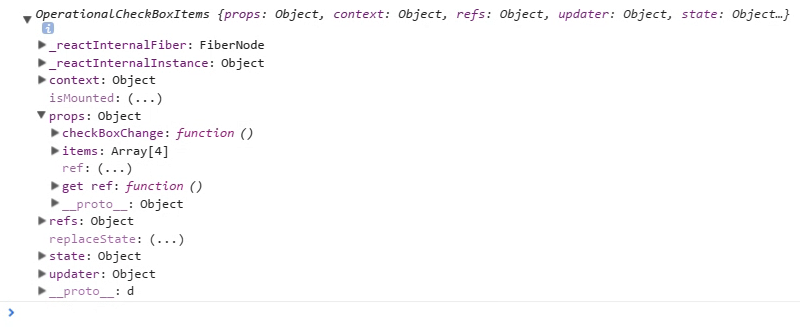 OperationalCheckBoxItems {props: Object, context: Object, refs: Object, updater: Object, state: Object…}
i
_reactInternalFiber: FiberNode
_reactInternalInstance: Object
context: Object
isMounted: (...)
props: Object
checkBoxChange: function ()
items: Array[4]
ref: (...)
get ref: function ()
__proto__: Object
refs: Object
replaceState: (...)
state: Object
updater: Object
__proto__: d